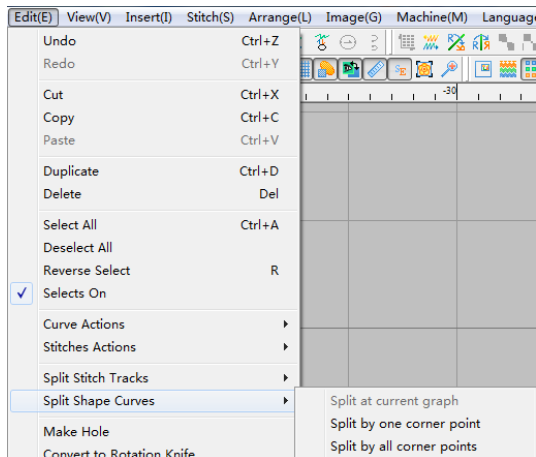 Edit(E) View(V) Insert(I) Stitch(S) Arrange(L) Image(G) Machine(M) Language
Undo Ctrl+Z
Redo Ctrl+Y
Cut Ctrl+X
Copy Ctrl+C
Paste Ctrl+V
Duplicate Ctrl+D
Delete Del
Select All Ctrl+A
Deselect All
Reverse Select R
Selects On
Curve Actions
Stitches Actions
Split Stitch Tracks
Split Shape Curves
Make Hole
Convert to Rotation Knife
-30
Split at current graph
Split by one corner point
Split by all corner points